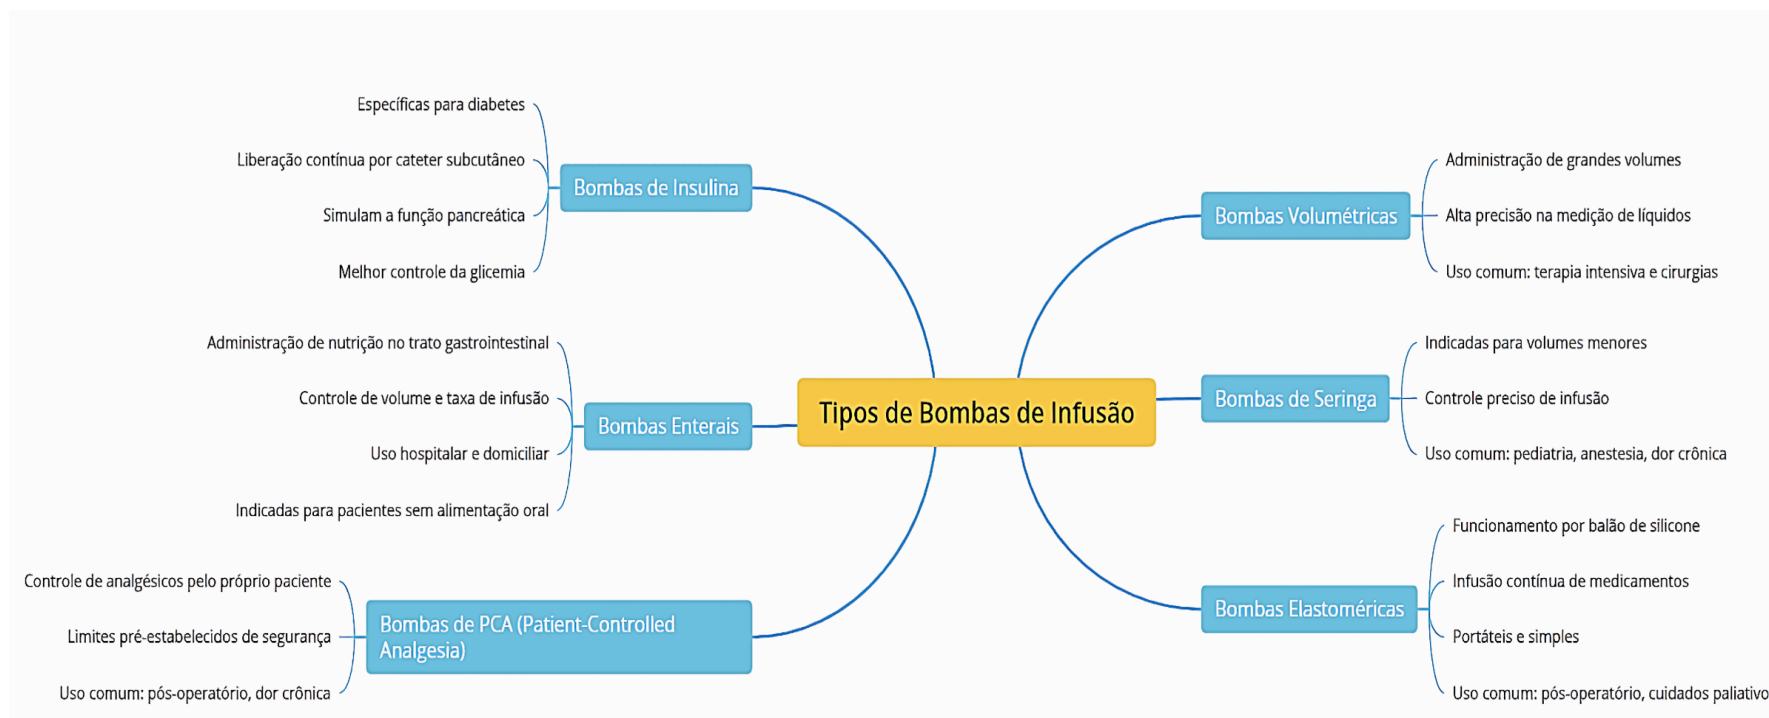 Tipos de Bombas de Infusão
Bombas de Insulina
Específicas para diabetes
Liberação contínua por cateter subcutâneo
Simulam a função pancreática
Melhor controle da glicemia
Bombas Enterais
Administração de nutrição no trato gastrointestinal
Controle de volume e taxa de infusão
Uso hospitalar e domiciliar
Indicadas para pacientes sem alimentação oral
Bombas de PCA (Patient-Controlled
Analgesia)
Controle de analgésicos pelo próprio paciente
Limites pré-estabelecidos de segurança
Uso comum: pós-operatório, dor crônica
Bombas Volumétricas
Administração de grandes volumes
Alta precisão na medição de líquidos
Uso comum: terapia intensiva e cirurgias
Bombas de Seringa
Indicadas para volumes menores
Controle preciso de infusão
Uso comum: pediatria, anestesia, dor crônica
Bombas Elastoméricas
Funcionamento por balão de silicone
Infusão contínua de medicamentos
Portáteis e simples
Uso comum: pós-operatório, cuidados paliativo